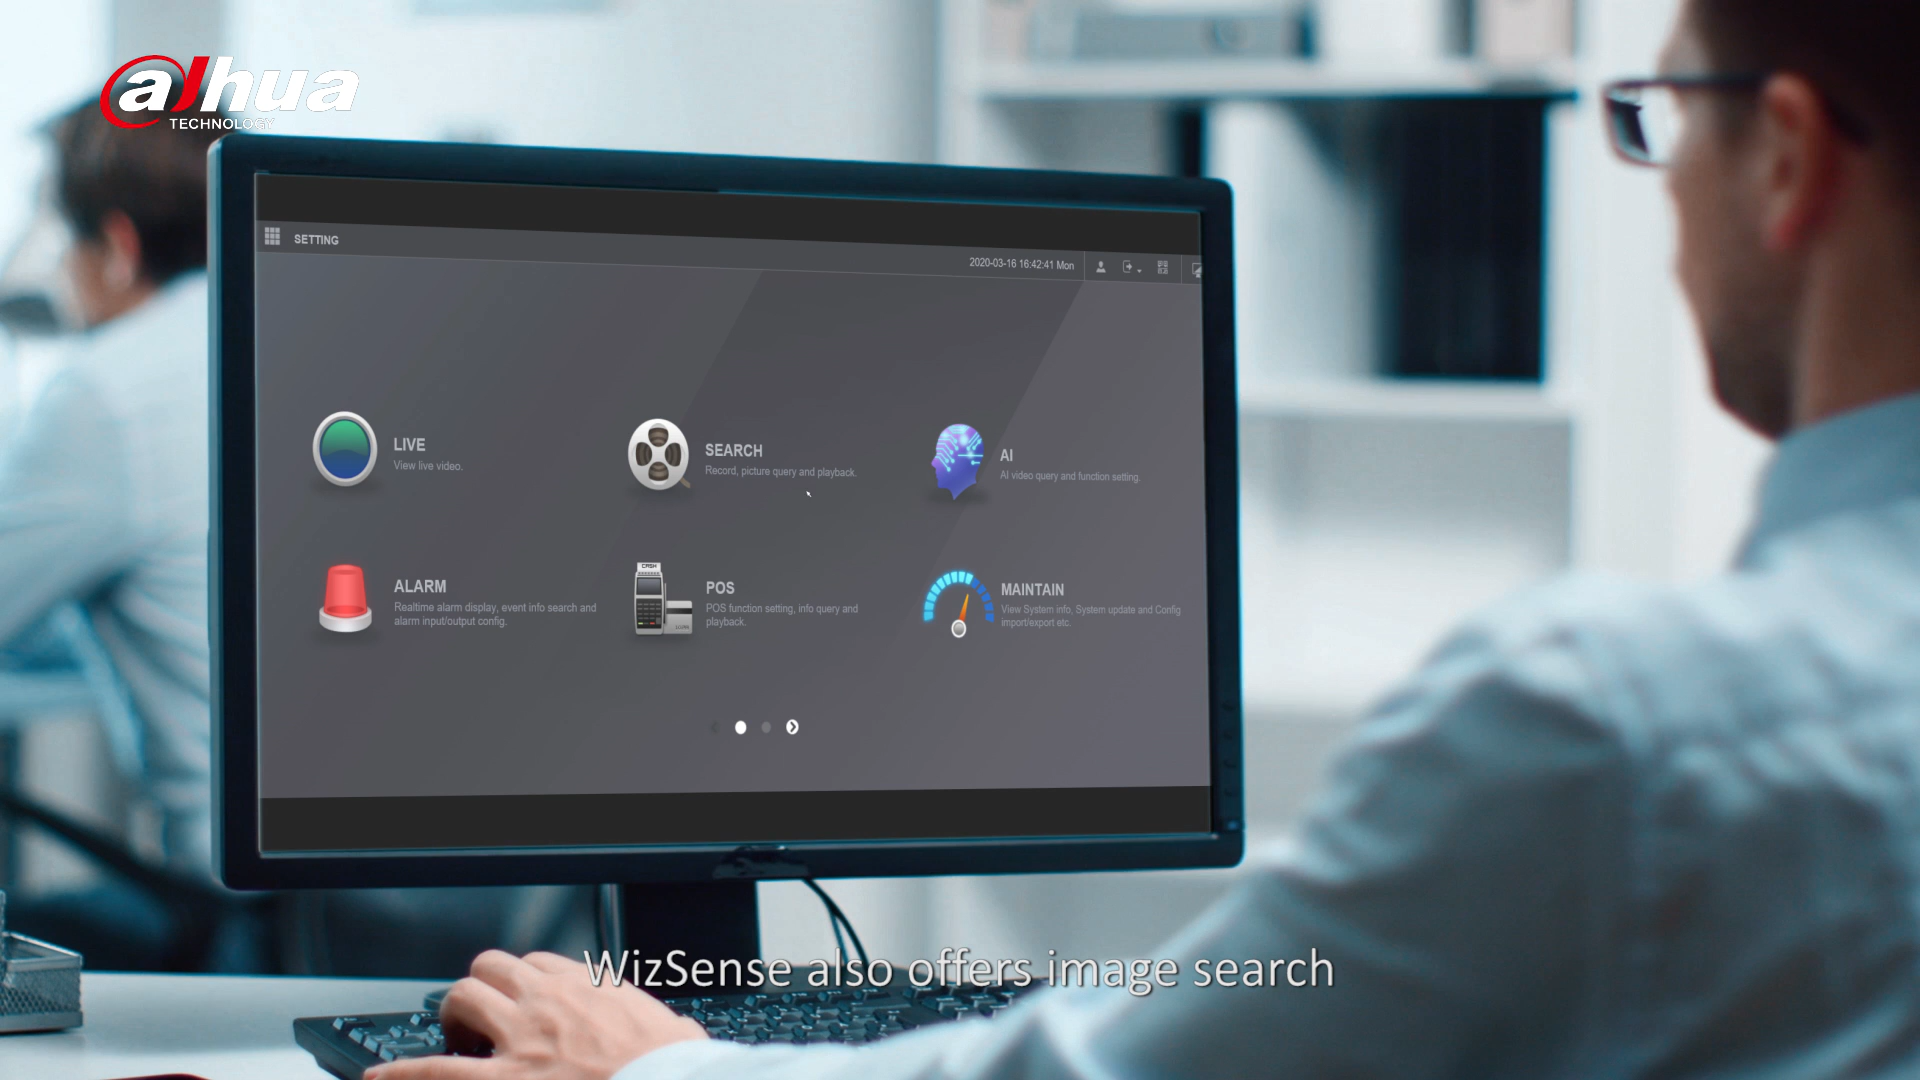 alhua
TECHNOLOGY
SETTING
2020-03-16 16:42:41 Mon
LIVE
View live video.
SEARCH
Record, picture query and playback.
AI
AI video query and function setting.
ALARM
Realtime alarm display, event info search and
alarm input/output config.
CASH
POS
POS function setting, info query and
playback.
MAINTAIN
View System info, System update and Config
import/export etc.
WizSense also offers image search